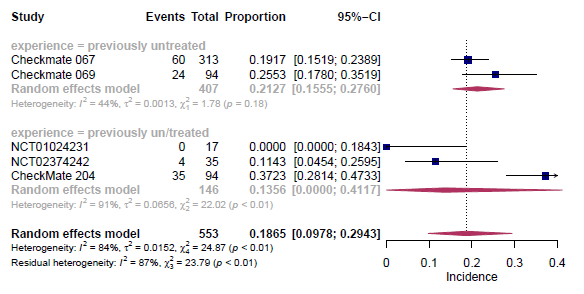 Study Events Total Proportion 95%−CI
experience = previously untreated
Checkmate 067 60 313 0.1917 [0.1519; 0.2389]
Checkmate 069 24 94 0.2553 [0.1780; 0.3519]
Random effects model 407 0.2127 [0.1555; 0.2760]
Heterogeneity: I² = 44%, τ² = 0.0013, χ²₁ = 1.78 (p = 0.18)
experience = previously un/treated
NCT01024231 0 17 0.0000 [0.0000; 0.1843]
NCT02374242 4 35 0.1143 [0.0454; 0.2595]
CheckMate 204 35 94 0.3723 [0.2814; 0.4733]
Random effects model 146 0.1356 [0.0000; 0.4117]
Heterogeneity: I² = 91%, τ² = 0.0656, χ²₂ = 22.02 (p < 0.01)
Random effects model 553 0.1865 [0.0978; 0.2943]
Heterogeneity: I² = 84%, τ² = 0.0152, χ²₄ = 24.87 (p < 0.01)
Residual heterogeneity: I² = 87%, χ²₃ = 23.79 (p < 0.01)
0 0.1 0.2 0.3 0.4
Incidence